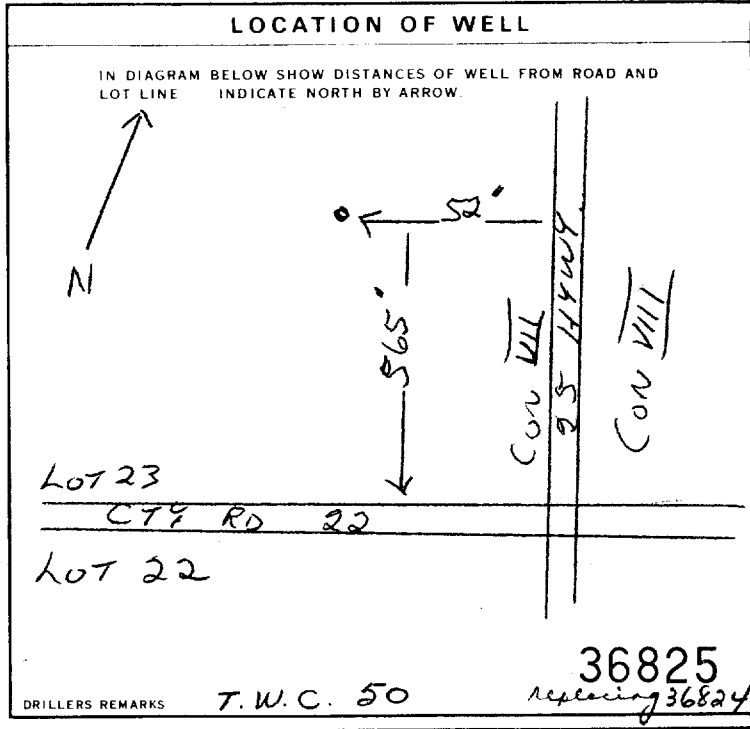 LOCATION OF WELL
IN DIAGRAM BELOW SHOW DISTANCES OF WELL FROM ROAD AND
LOT LINE INDICATE NORTH BY ARROW.
N
52'
865'
CON VII
25 HYWY.
CON VIII
LOT 23
CTY RD 22
LOT 22
36825
DRILLERS REMARKS T.W.C. 50 replacing 36824